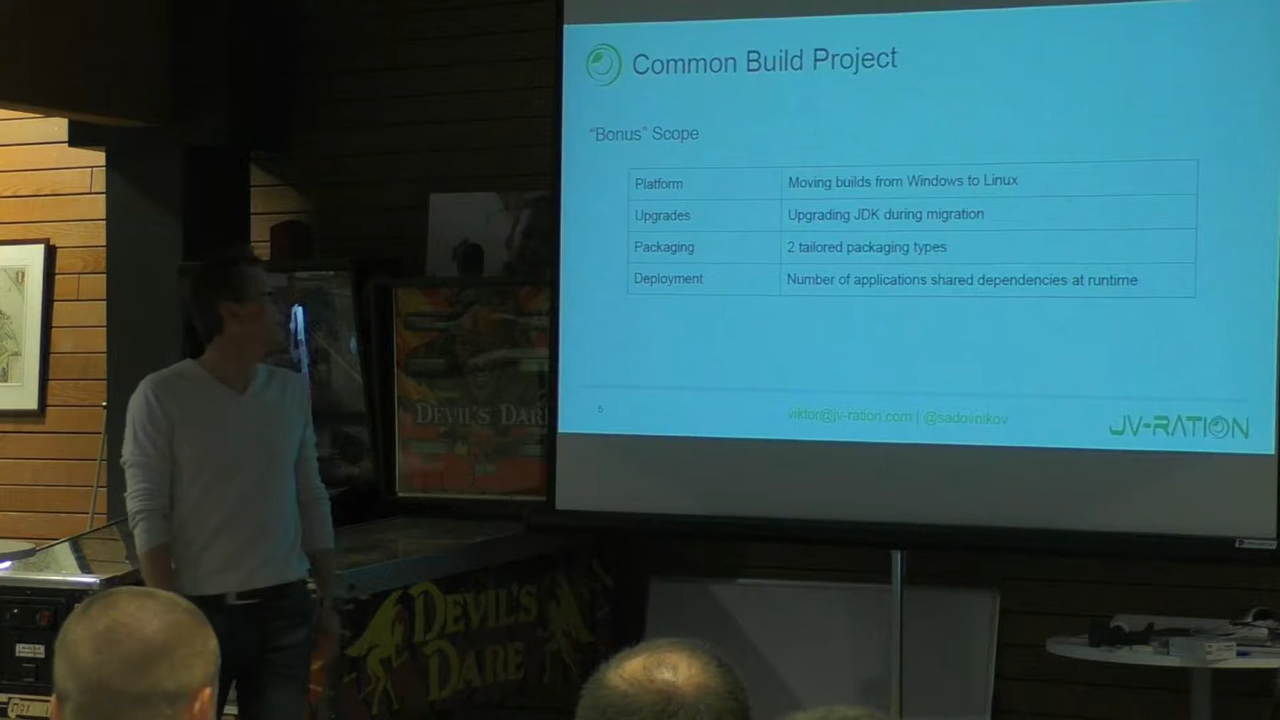 Common Build Project
"Bonus" Scope
Platform Moving builds from Windows to Linux
Upgrades Upgrading JDK during migration
Packaging 2 tailored packaging types
Deployment Number of applications shared dependencies at runtime
5 viktor@jv-ration.com | @sadovnikov JV-RATION
DEVIL'S DARE
DEVIL'S
DARE